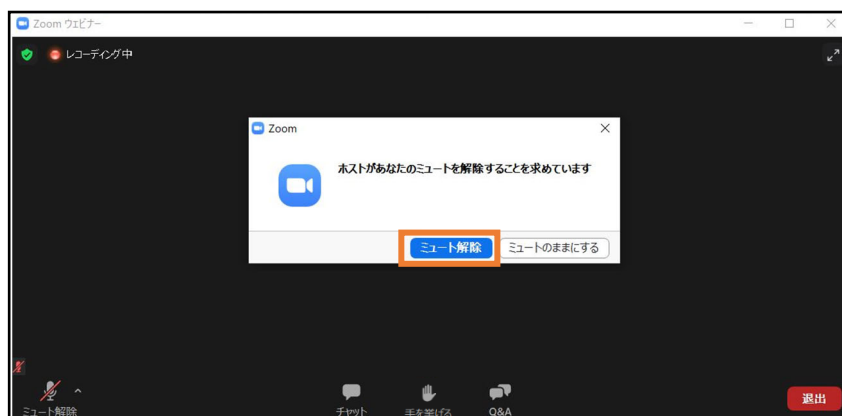 Zoom ウェビナー
レコーディング中
Zoom
ホストがあなたのミュートを解除することを求めています
ミュート解除
ミュートのままにする
ミュート解除
チャット
手を挙げる
Q&A
退出